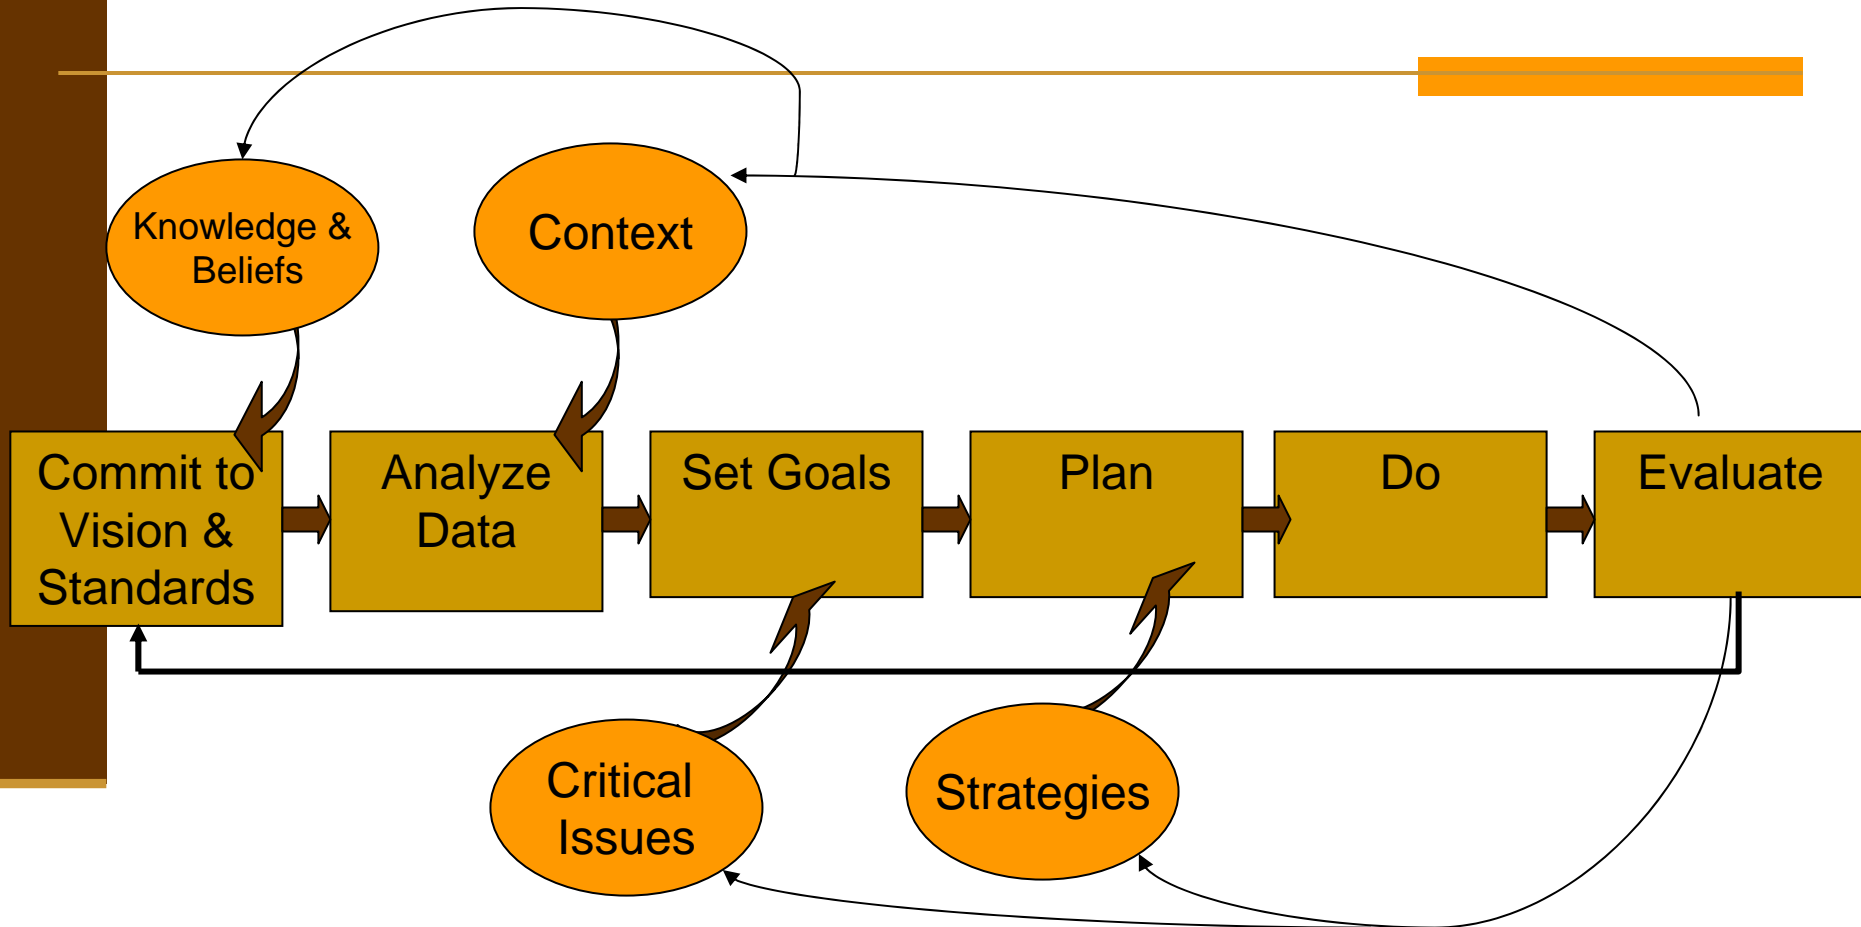 Knowledge &
Beliefs
Context
Commit to
Vision &
Standards
Analyze
Data
Set Goals
Plan
Do
Evaluate
Critical
Issues
Strategies